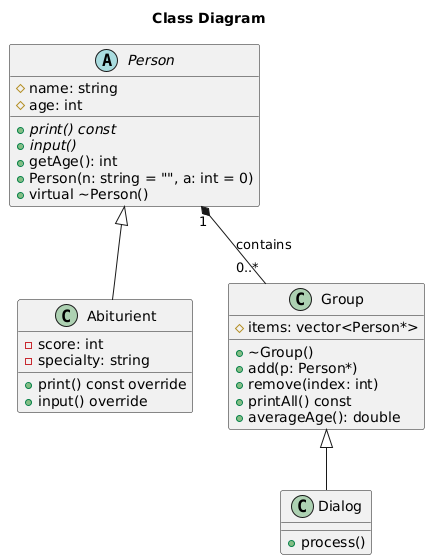 Class Diagram
A Person
name: string
age: int
print() const
input()
getAge(): int
Person(n: string = "", a: int = 0)
virtual ~Person()
1
contains
0..*
C Abiturient
score: int
specialty: string
print() const override
input() override
C Group
items: vector<Person*>
~Group()
add(p: Person*)
remove(index: int)
printAll() const
averageAge(): double
C Dialog
process()